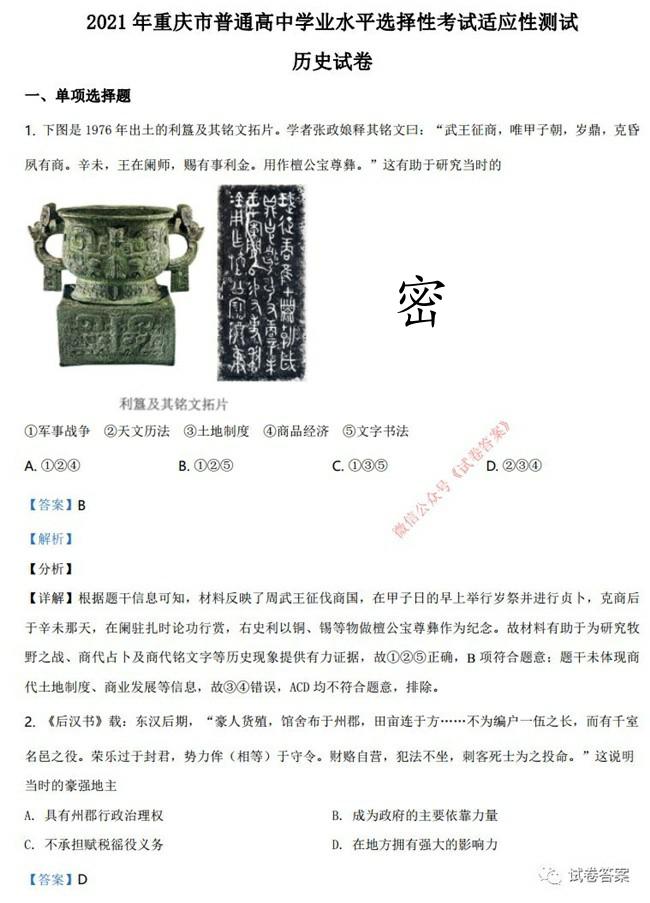 2021 年重庆市普通高中学业水平选择性考试适应性测试
历史试卷
一、单项选择题
1. 下图是 1976 年出土的利簋及其铭文拓片。学者张政娘释其铭文曰：“武王征商，唯甲子朝，岁鼎，克昏
夙有商。辛未，王在阑师，赐有事利金。用作檀公宝尊彝。”这有助于研究当时的
密
利簋及其铭文拓片
①军事战争 ②天文历法 ③土地制度 ④商品经济 ⑤文字书法
A. ①②④ B. ①②⑤ C. ①③⑤ D. ②③④
微信公众号《试卷答案》
【答案】B
【解析】
【分析】
【详解】根据题干信息可知，材料反映了周武王征伐商国，在甲子日的早上举行岁祭并进行贞卜，克商后
于辛未那天，在阑驻扎时论功行赏，右史利以铜、锡等物做檀公宝尊彝作为纪念。故材料有助于为研究牧
野之战、商代占卜及商代铭文字等历史现象提供有力证据，故①②⑤正确，B 项符合题意；题干未体现商
代土地制度、商业发展等信息，故③④错误，ACD 均不符合题意，排除。
2. 《后汉书》载：东汉后期，“豪人货殖，馆舍布于州郡，田亩连于方……不为编户一伍之长，而有千室
名邑之役。荣乐过于封君，势力侔（相等）于守令。财赂自营，犯法不坐，刺客死士为之投命。”这说明
当时的豪强地主
A. 具有州郡行政治理权 B. 成为政府的主要依靠力量
C. 不承担赋税徭役义务 D. 在地方拥有强大的影响力
【答案】D
试卷答案